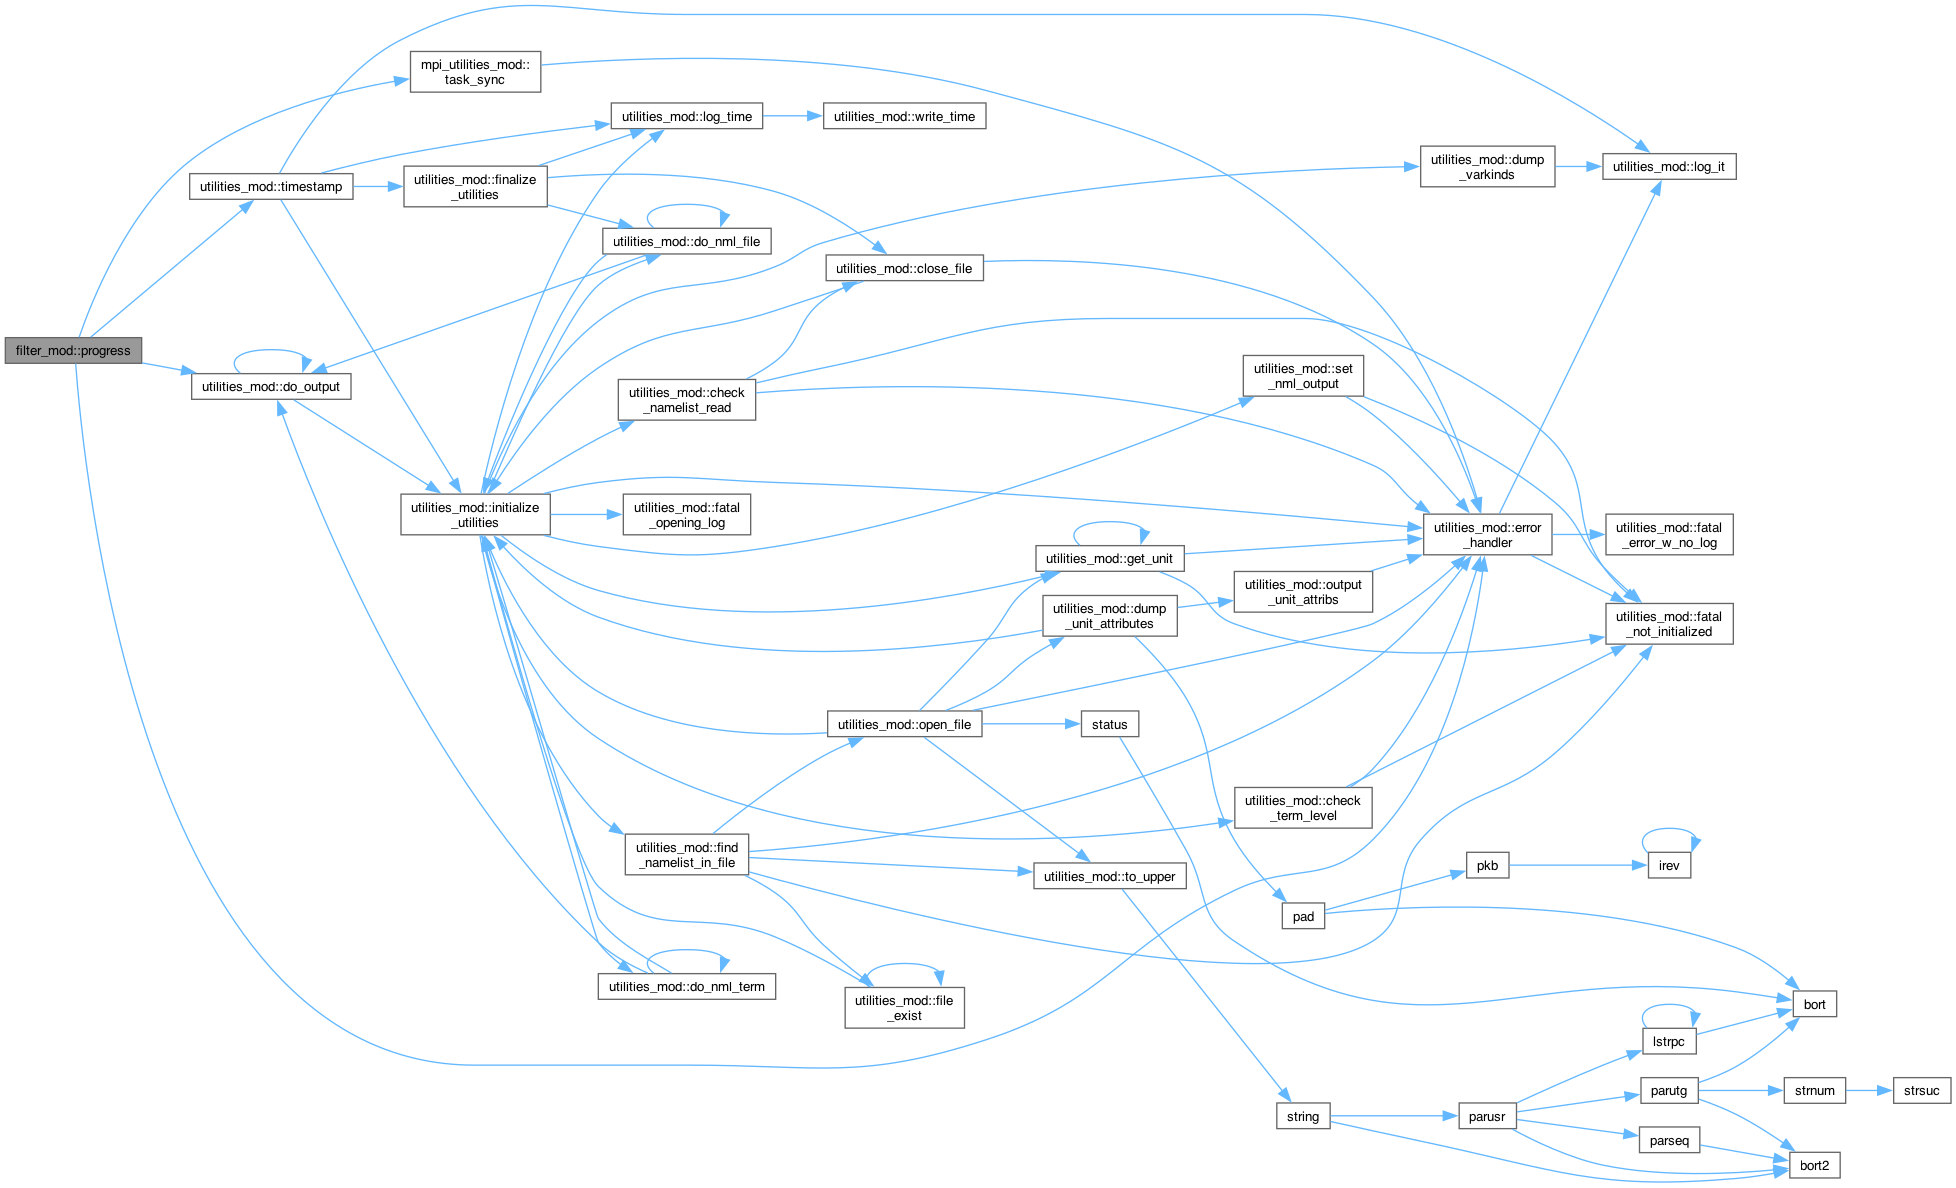 mpi_utilities_mod::
task_sync
utilities_mod::log_time
utilities_mod::write_time
utilities_mod::dump
_varkinds
utilities_mod::log_it
utilities_mod::timestamp
utilities_mod::finalize
_utilities
utilities_mod::do_nml_file
utilities_mod::close_file
filter_mod::progress
utilities_mod::do_output
utilities_mod::check
_namelist_read
utilities_mod::set
_nml_output
utilities_mod::initialize
_utilities
utilities_mod::fatal
_opening_log
utilities_mod::error
_handler
utilities_mod::fatal
_error_w_no_log
utilities_mod::get_unit
utilities_mod::output
_unit_attribs
utilities_mod::dump
_unit_attributes
utilities_mod::fatal
_not_initialized
utilities_mod::open_file
status
utilities_mod::check
_term_level
utilities_mod::find
_namelist_in_file
utilities_mod::to_upper
pkb
irev
pad
utilities_mod::do_nml_term
utilities_mod::file
_exist
bort
lstrpc
parutg
strnum
strsuc
string
parusr
parseq
bort2